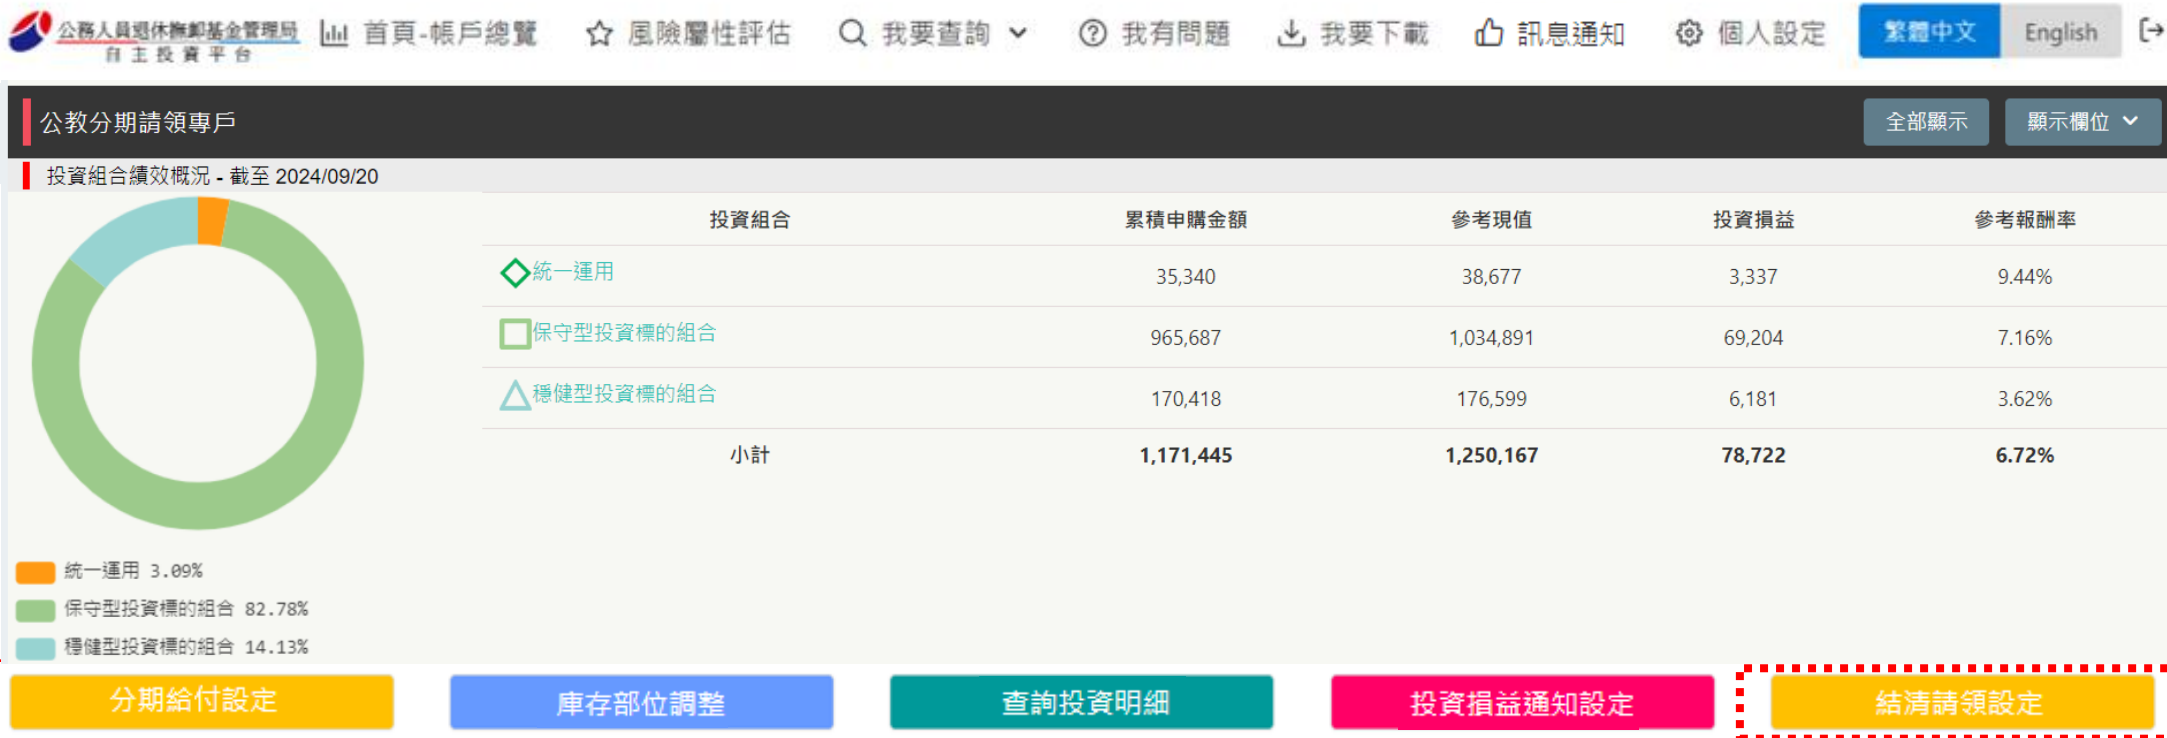 公務人員退休撫卹基金管理局
自主投資平台
首頁-帳戶總覽 風險屬性評估 我要查詢 我有問題 我要下載 訊息通知 個人設定 繁體中文 English
公教分期請領專戶 全部顯示 顯示欄位
投資組合績效概況 - 截至 2024/09/20
投資組合 累積申購金額 參考現值 投資損益 參考報酬率
統一運用 35,340 38,677 3,337 9.44%
保守型投資標的組合 965,687 1,034,891 69,204 7.16%
穩健型投資標的組合 170,418 176,599 6,181 3.62%
小計 1,171,445 1,250,167 78,722 6.72%
統一運用 3.09%
保守型投資標的組合 82.78%
穩健型投資標的組合 14.13%
分期給付設定 庫存部位調整 查詢投資明細 投資損益通知設定 結清請領設定